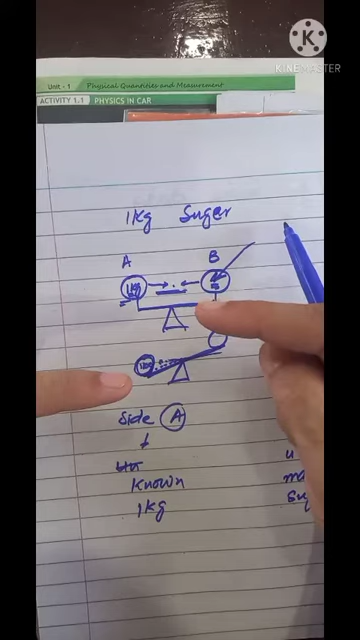 KINEMASTER
Unit - 1 Physical Quantities and Measurement
ACTIVITY 1.1 PHYSICS IN CAR
1Kg Suger
A B
1Kg
Side A
Known
1Kg